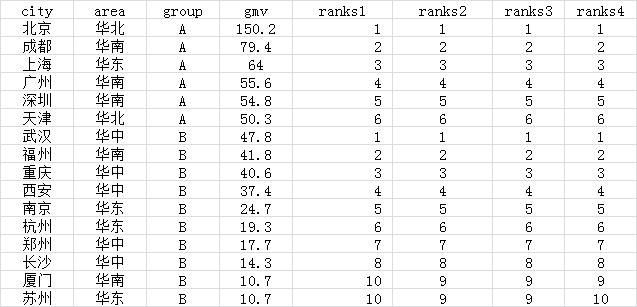 city area group gmv ranks1 ranks2 ranks3 ranks4
北京 华北 A 150.2 1 1 1 1
成都 华南 A 79.4 2 2 2 2
上海 华东 A 64 3 3 3 3
广州 华南 A 55.6 4 4 4 4
深圳 华南 A 54.8 5 5 5 5
天津 华北 A 50.3 6 6 6 6
武汉 华中 B 47.8 1 1 1 1
福州 华南 B 41.8 2 2 2 2
重庆 华中 B 40.6 3 3 3 3
西安 华中 B 37.4 4 4 4 4
南京 华东 B 24.7 5 5 5 5
杭州 华东 B 19.3 6 6 6 6
郑州 华中 B 17.7 7 7 7 7
长沙 华中 B 14.3 8 8 8 8
厦门 华南 B 10.7 10 9 9 9
苏州 华东 B 10.7 10 9 9 10